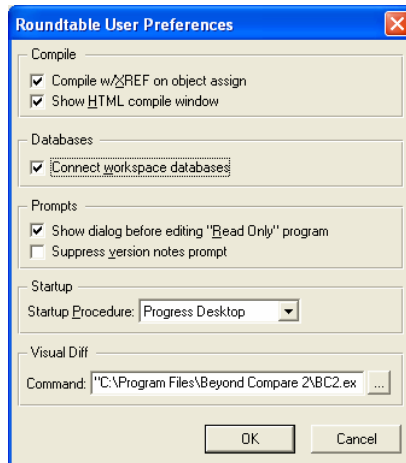 Roundtable User Preferences
Compile
Compile w/XREF on object assign
Show HTML compile window
Databases
Connect workspace databases
Prompts
Show dialog before editing "Read Only" program
Suppress version notes prompt
Startup
Startup Procedure: Progress Desktop
Visual Diff
Command: "C:\Program Files\Beyond Compare 2\BC2.ex ...
OK Cancel